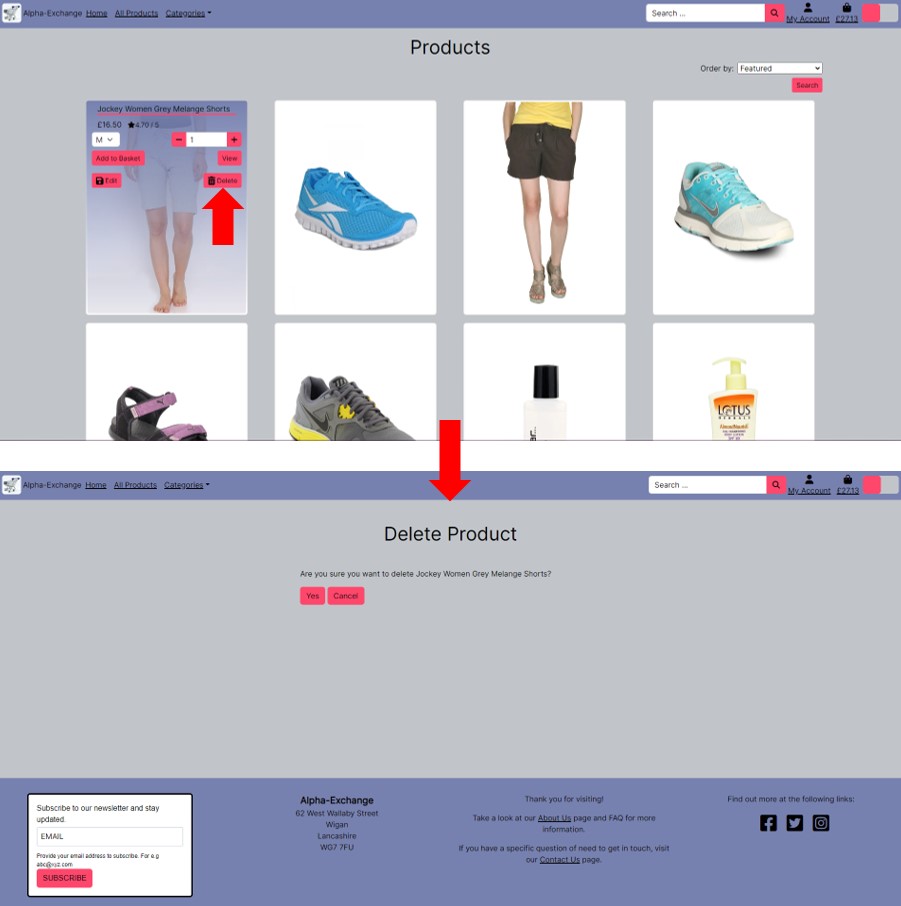 Alpha-Exchange Home All Products Categories
Search ...
My Account £27.13
Products
Order by: Featured
Search
Jockey Women Grey Melange Shorts
£16.50 4.70 / 5
M 1
Add to Basket View
Edit Delete
LOTUS
HERBALS
Alpha-Exchange Home All Products Categories
Search ...
My Account £27.13
Delete Product
Are you sure you want to delete Jockey Women Grey Melange Shorts?
Yes Cancel
Subscribe to our newsletter and stay
updated.
EMAIL
Provide your email address to subscribe. For e.g
abc@xyz.com
SUBSCRIBE
Alpha-Exchange
62 West Wallaby Street
Wigan
Lancashire
WG7 7FU
Thank you for visiting!
Take a look at our About Us page and FAQ for more
information.
If you have a specific question of need to get in touch, visit
our Contact Us page.
Find out more at the following links: